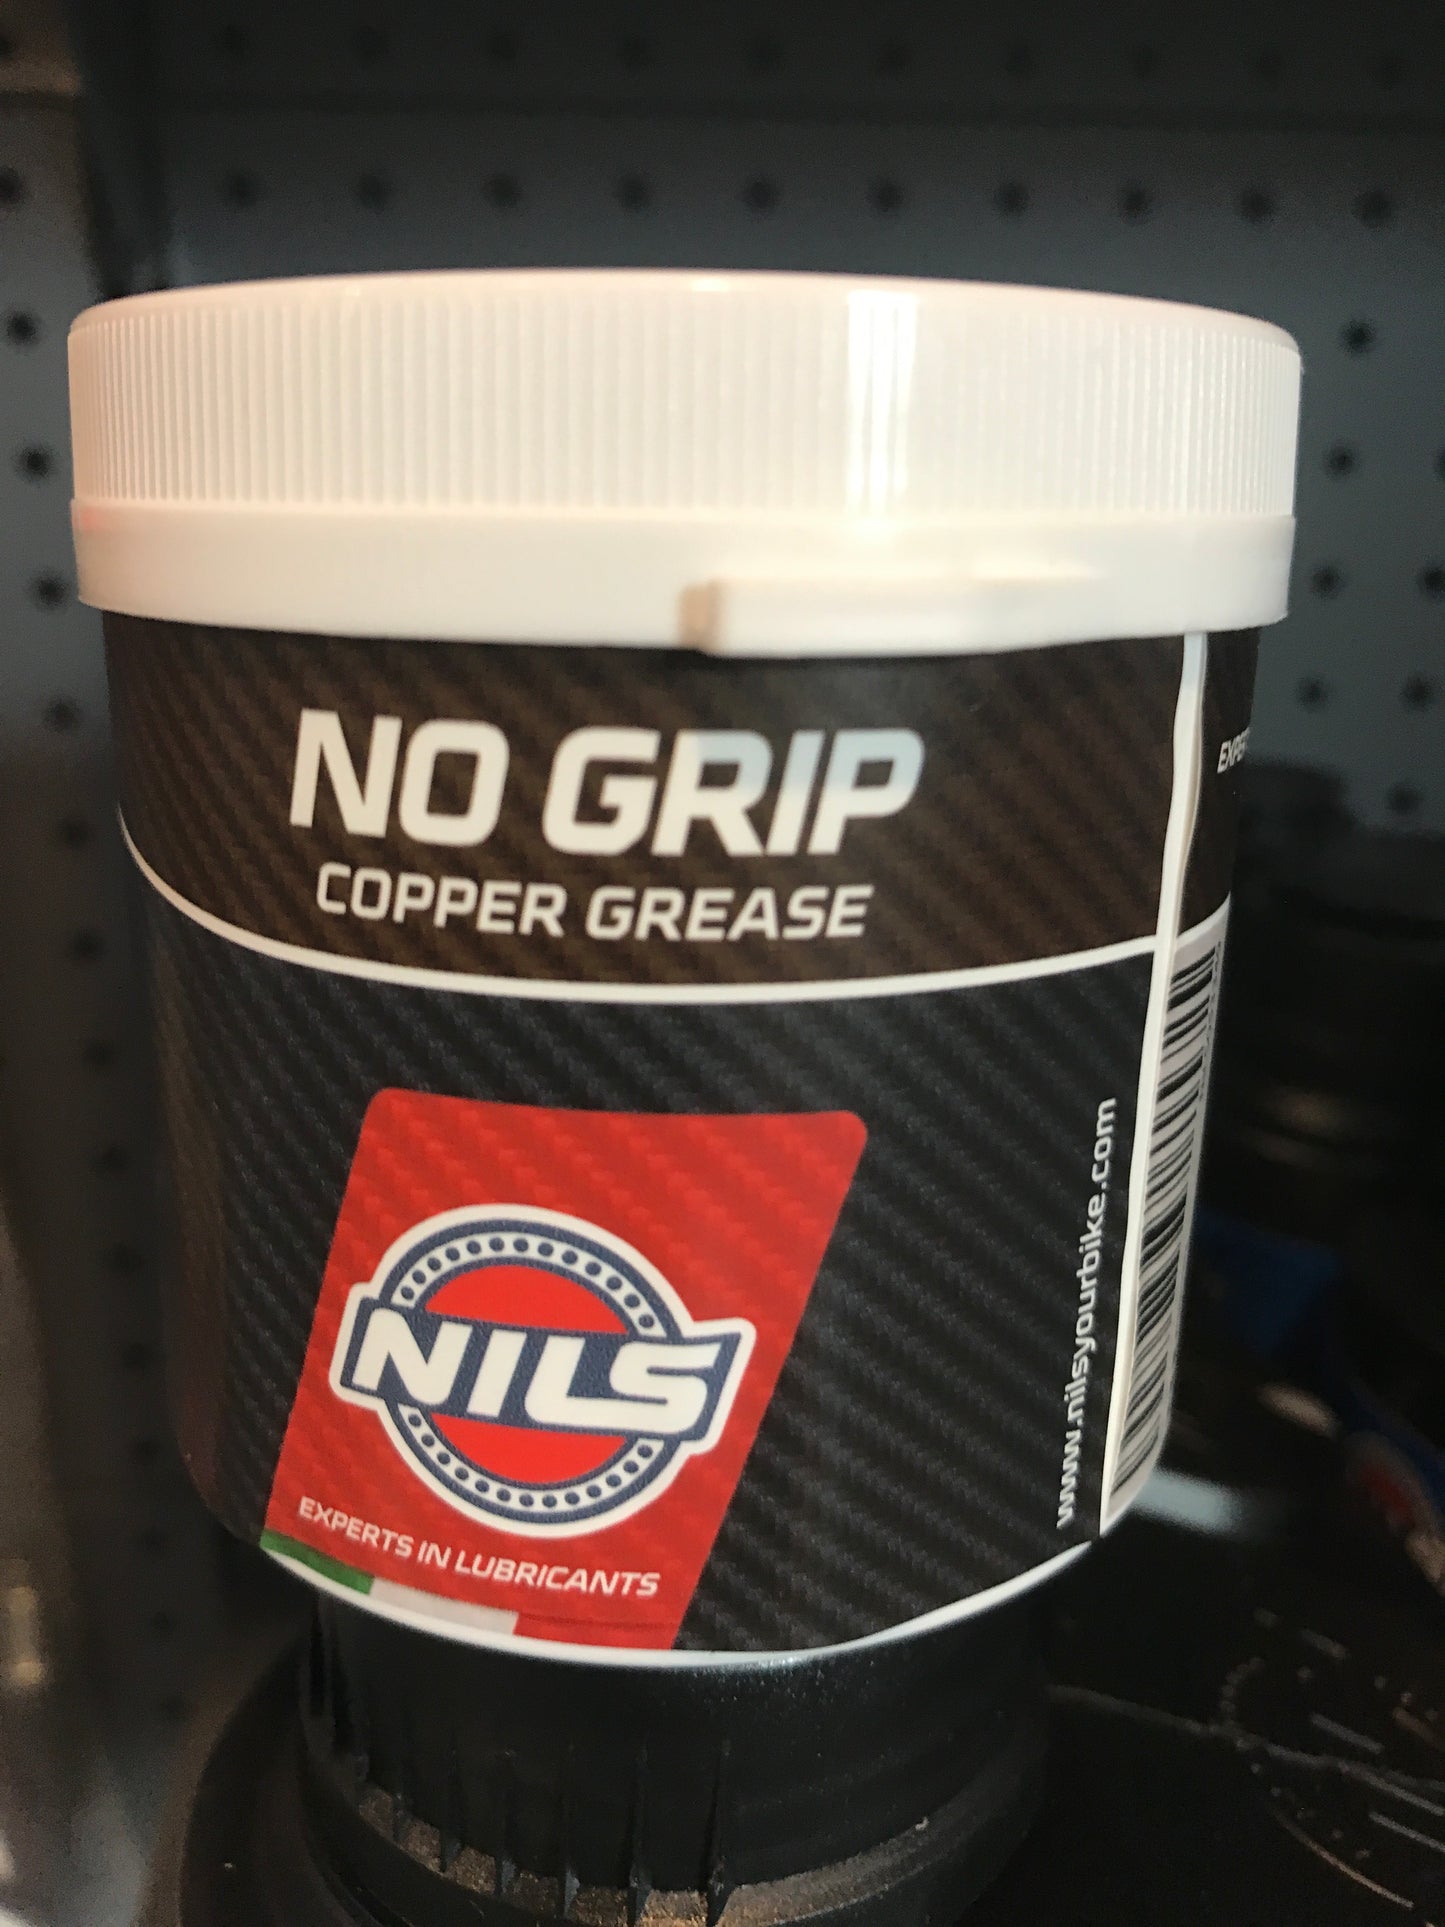 NO GRIP
COPPER GREASE
NILS
EXPERTS IN LUBRICANTS
www.nilsyourbike.com